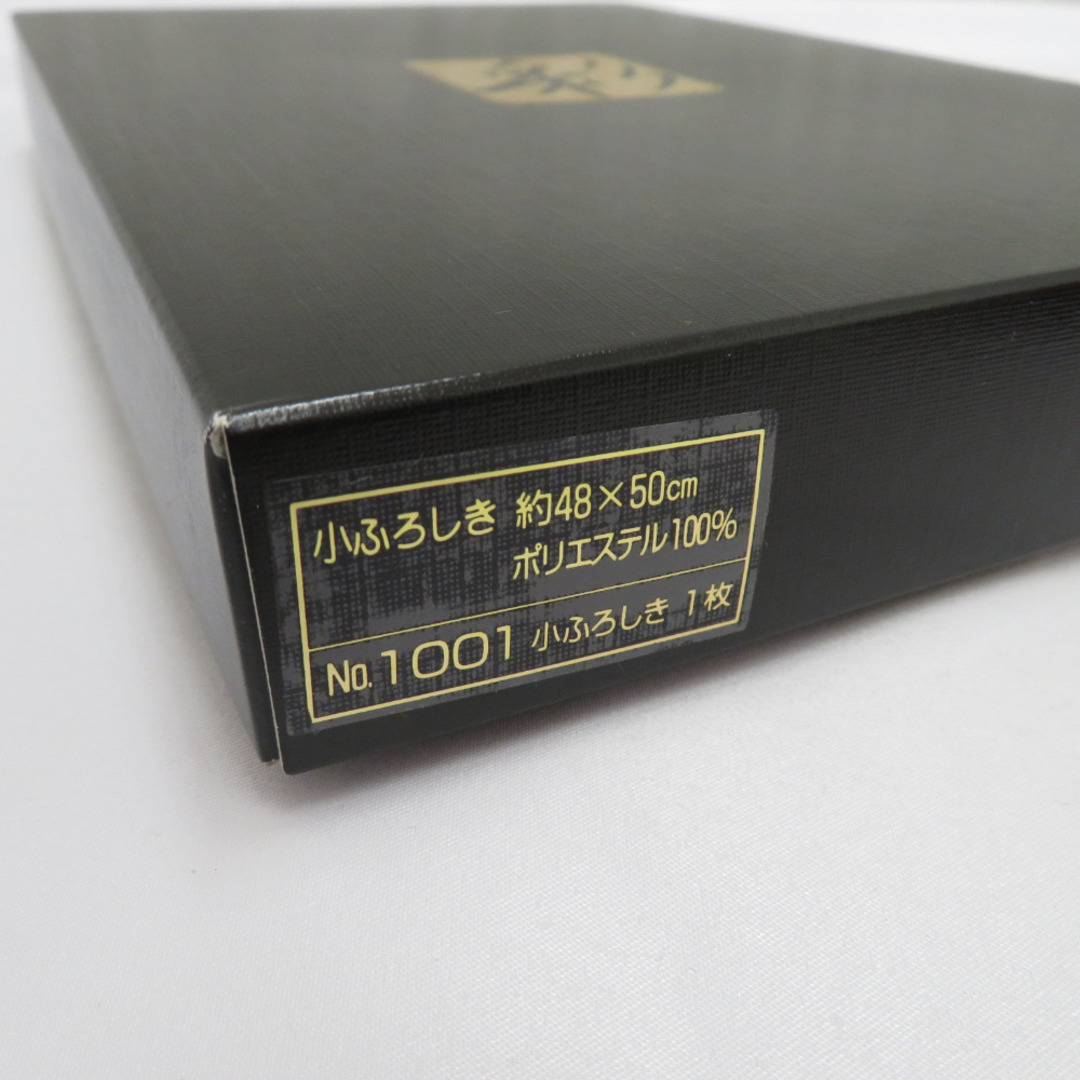 小ふろしき 約48×50cm
ポリエステル100%
No.1001 小ふろしき 1枚